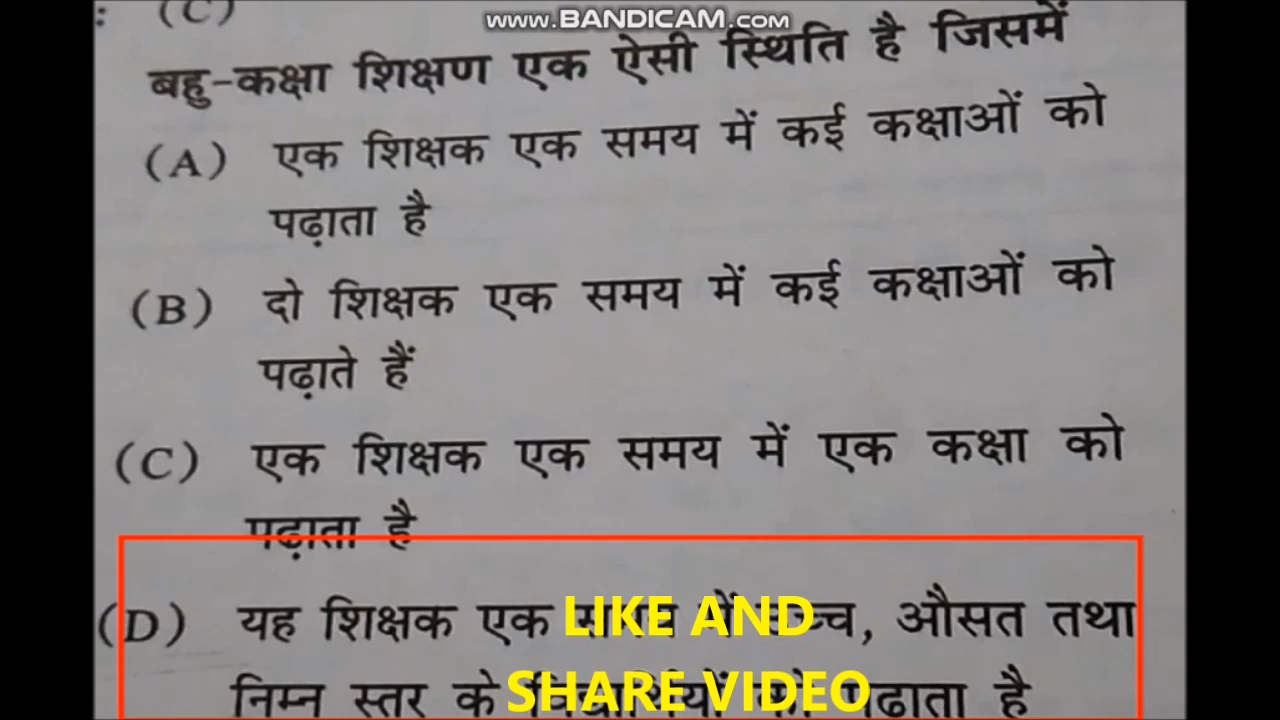 www.BANDICAM.com
: (C)
बहु-कक्षा शिक्षण एक ऐसी स्थिति है जिसमें
(A) एक शिक्षक एक समय में कई कक्षाओं को
पढ़ाता है
(B) दो शिक्षक एक समय में कई कक्षाओं को
पढ़ाते हैं
(C) एक शिक्षक एक समय में एक कक्षा को
पढ़ाता है
(D) यह शिक्षक एक समय में उच्च, औसत तथा
LIKE AND
निम्न स्तर के विद्यार्थियों को पढाता है
SHARE VIDEO